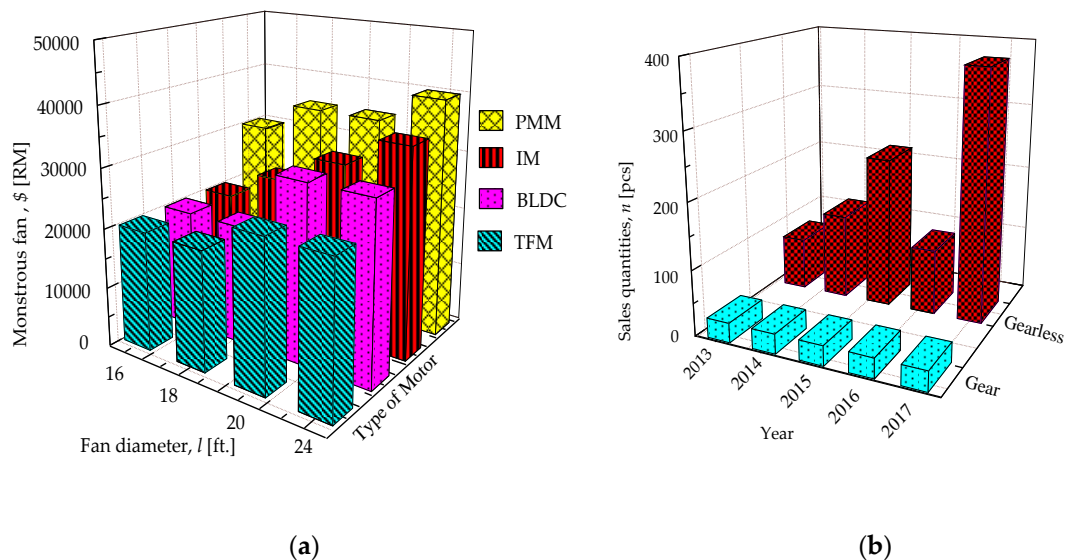 Monstrous fan , $ [RM]
50000
40000
30000
20000
10000
0
16
18
20
24
Fan diameter, l [ft.]
Type of Motor
PMM
IM
BLDC
TFM
(a)
Sales quantities, n [pcs]
400
300
200
100
0
2013
2014
2015
2016
2017
Year
Gearless
Gear
(b)